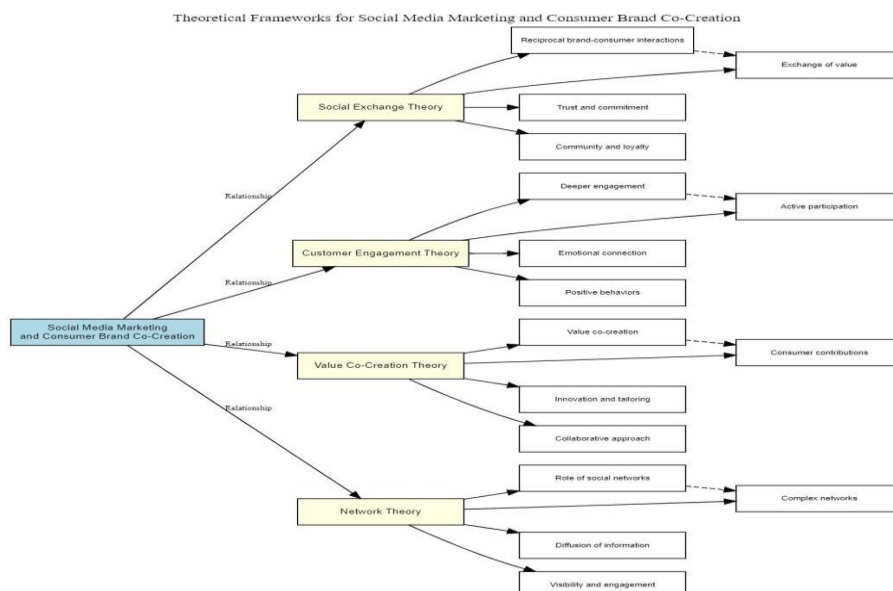 Theoretical Frameworks for Social Media Marketing and Consumer Brand Co-Creation
Reciprocal brand-consumer interactions
Exchange of value
Social Exchange Theory
Trust and commitment
Community and loyalty
Relationship
Deeper engagement
Active participation
Customer Engagement Theory
Emotional connection
Relationship
Positive behaviors
Social Media Marketing
and Consumer Brand Co-Creation
Value co-creation
Relationship
Consumer contributions
Value Co-Creation Theory
Innovation and tailoring
Relationship
Collaborative approach
Role of social networks
Complex networks
Network Theory
Diffusion of information
Visibility and engagement